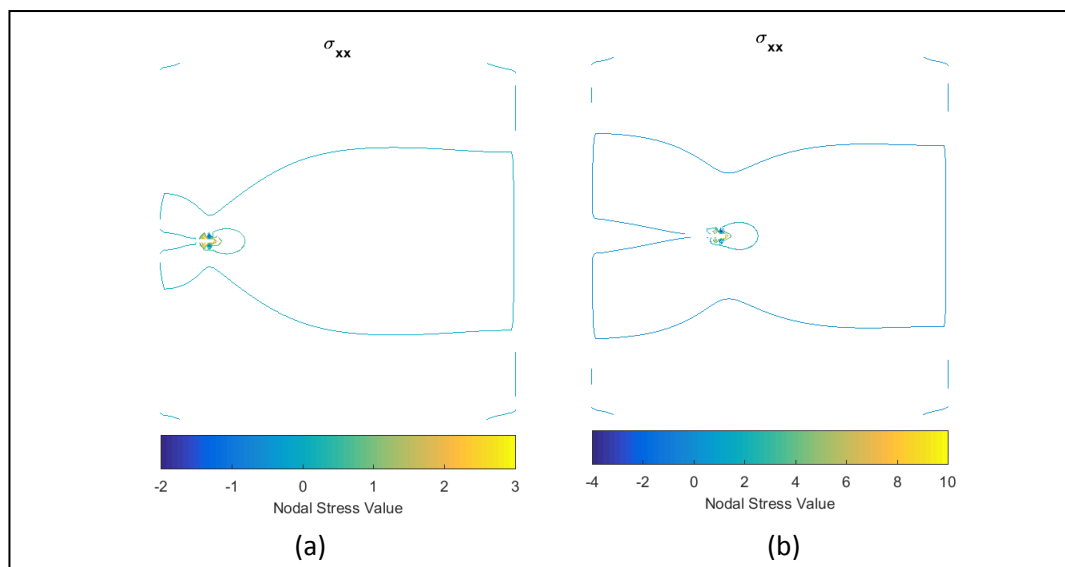 σxx
σxx
-2 -1 0 1 2 3
Nodal Stress Value
-4 -2 0 2 4 6 8 10
Nodal Stress Value
(a)
(b)